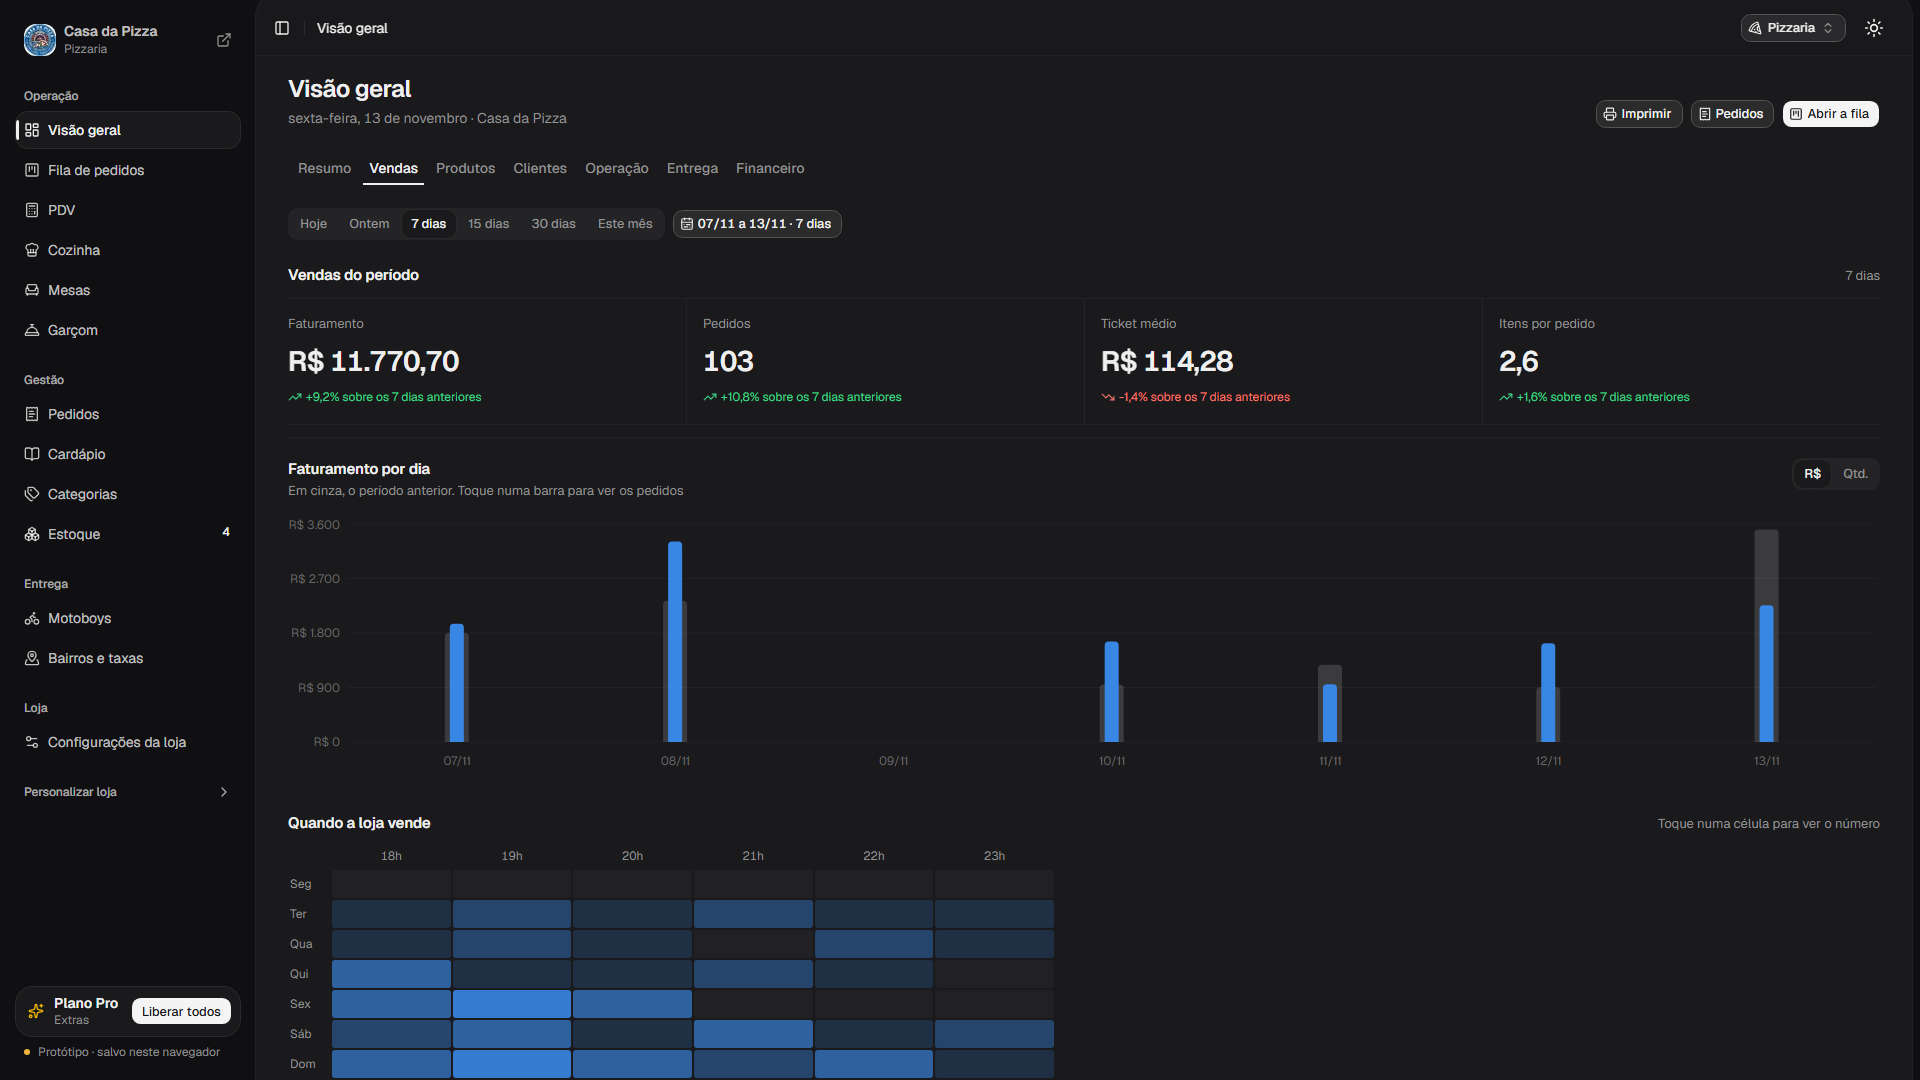 Casa da Pizza
Pizzaria
Operação
Visão geral
Fila de pedidos
PDV
Cozinha
Mesas
Garçom
Gestão
Pedidos
Cardápio
Categorias
Estoque
4
Entrega
Motoboys
Bairros e taxas
Loja
Configurações da loja
Personalizar loja
Plano Pro
Extras
Liberar todos
Protótipo · salvo neste navegador
Visão geral
Pizzaria
Visão geral
sexta-feira, 13 de novembro · Casa da Pizza
Imprimir
Pedidos
Abrir a fila
Resumo
Vendas
Produtos
Clientes
Operação
Entrega
Financeiro
Hoje
Ontem
7 dias
15 dias
30 dias
Este mês
07/11 a 13/11 · 7 dias
Vendas do período
7 dias
Faturamento
R$ 11.770,70
+9,2% sobre os 7 dias anteriores
Pedidos
103
+10,8% sobre os 7 dias anteriores
Ticket médio
R$ 114,28
-1,4% sobre os 7 dias anteriores
Itens por pedido
2,6
+1,6% sobre os 7 dias anteriores
Faturamento por dia
Em cinza, o período anterior. Toque numa barra para ver os pedidos
R$
Qtd.
R$ 3.600
R$ 2.700
R$ 1.800
R$ 900
R$ 0
07/11
08/11
09/11
10/11
11/11
12/11
13/11
Quando a loja vende
Toque numa célula para ver o número
18h
19h
20h
21h
22h
23h
Seg
Ter
Qua
Qui
Sex
Sáb
Dom